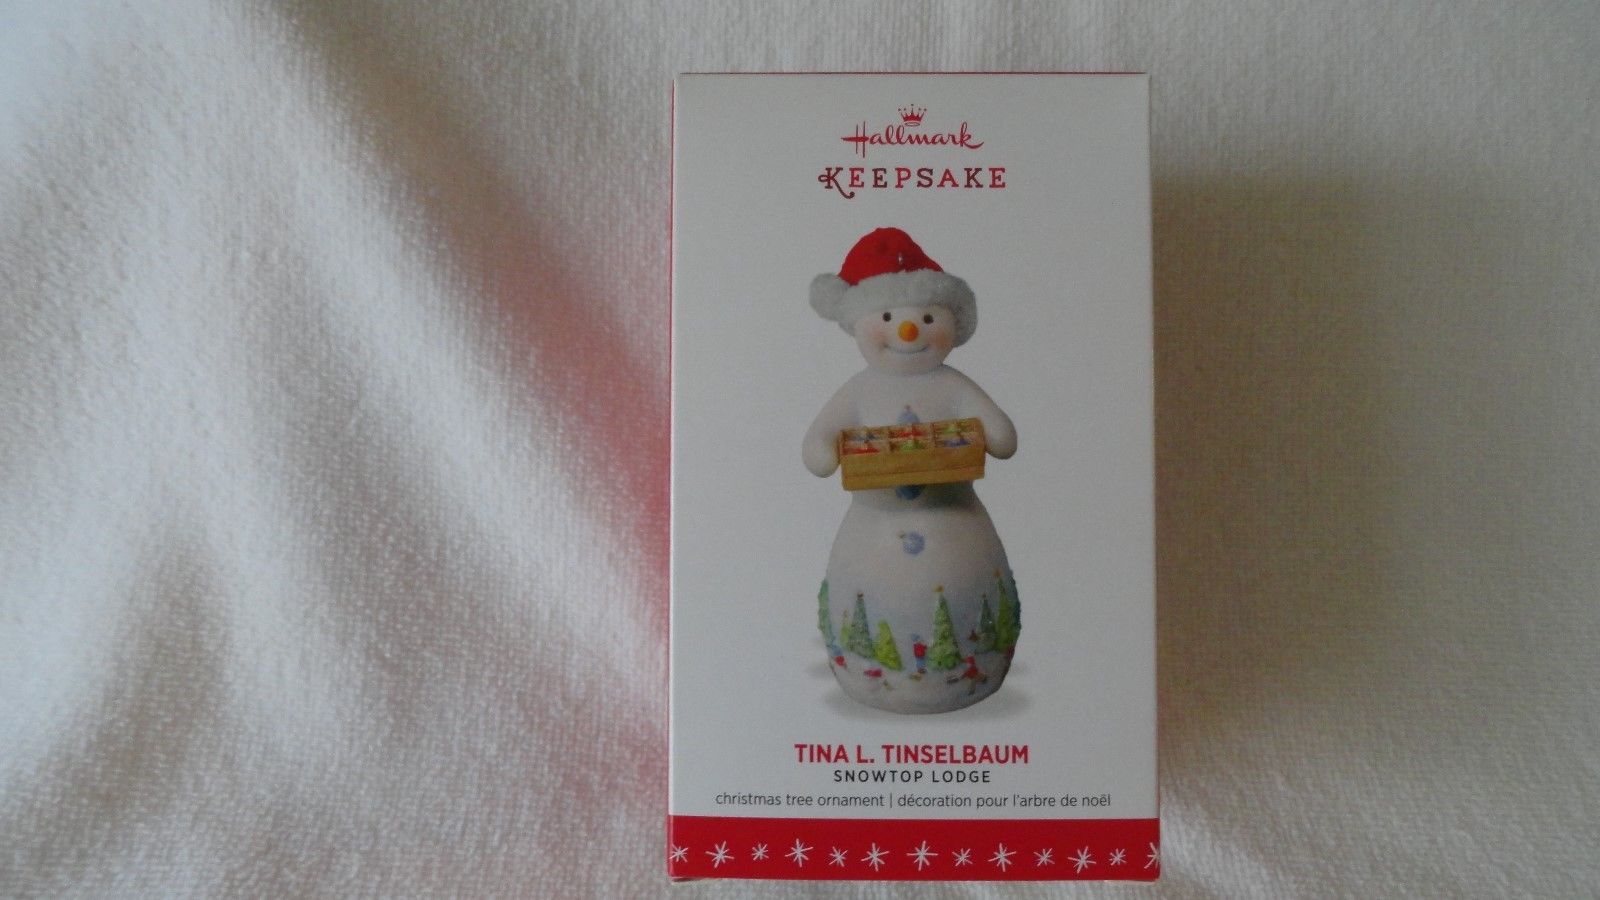 Hallmark
KEEPSAKE
TINA L. TINSELBAUM
SNOWTOP LODGE
christmas tree ornament | décoration pour l'arbre de noël